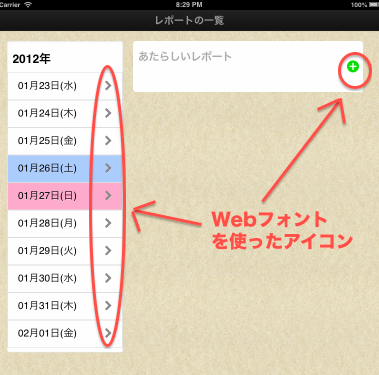 Carrier 8:29 PM 100%
レポートの一覧
2012年
01月23日(水)
01月24日(木)
01月25日(金)
01月26日(土)
01月27日(日)
01月28日(月)
01月29日(火)
01月30日(水)
01月31日(木)
02月01日(金)
あたらしいレポート
Webフォント
を使ったアイコン